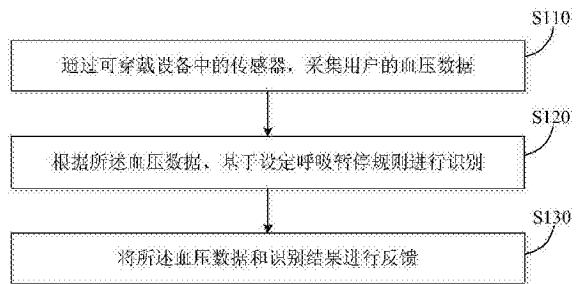 S110
通过可穿戴设备中的传感器，采集用户的血压数据
S120
根据所述血压数据、基于设定呼吸暂停规则进行识别
S130
将所述血压数据和识别结果进行反馈